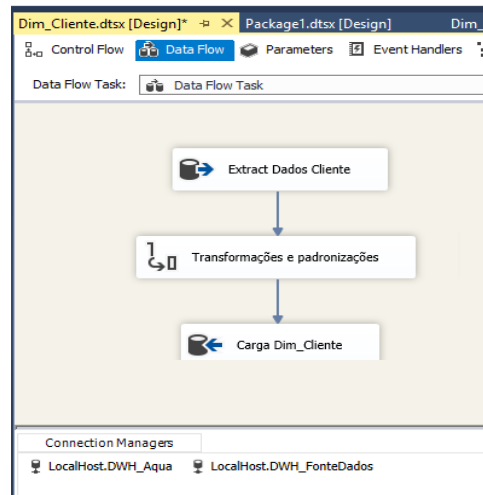 Dim_Cliente.dtsx [Design]* Package1.dtsx [Design] Dim_
Control Flow Data Flow Parameters Event Handlers
Data Flow Task: Data Flow Task
Extract Dados Cliente
Transformações e padronizações
Carga Dim_Cliente
Connection Managers
LocalHost.DWH_Aqua LocalHost.DWH_FonteDados